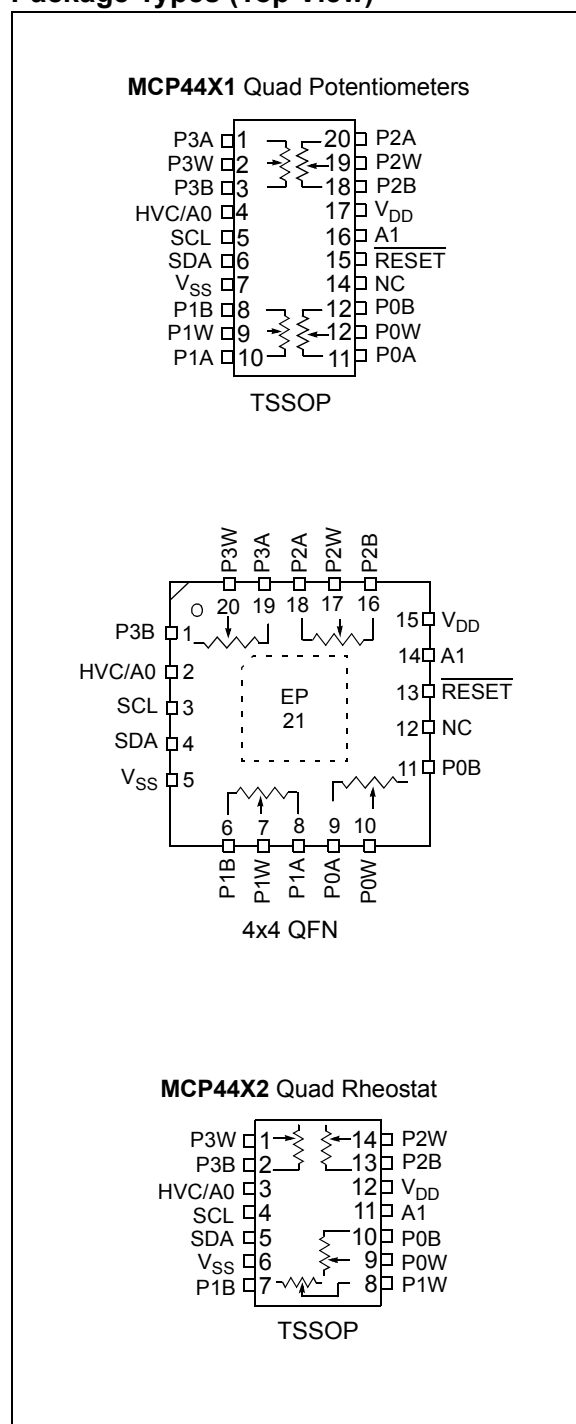 MCP44X1 Quad Potentiometers
P3A 1 20 P2A
P3W 2 19 P2W
P3B 3 18 P2B
HVC/A0 4 17 VDD
SCL 5 16 A1
SDA 6 15 RESET
VSS 7 14 NC
P1B 8 12 P0B
P1W 9 12 P0W
P1A 10 11 P0A
TSSOP
P3W P3A P2A P2W P2B
20 19 18 17 16
P3B 1 15 VDD
HVC/A0 2 14 A1
SCL 3 EP 13 RESET
SDA 4 21 12 NC
VSS 5 11 P0B
6 7 8 9 10
P1B P1W P1A P0A P0W
4x4 QFN
MCP44X2 Quad Rheostat
P3W 1 14 P2W
P3B 2 13 P2B
HVC/A0 3 12 VDD
SCL 4 11 A1
SDA 5 10 P0B
VSS 6 9 P0W
P1B 7 8 P1W
TSSOP